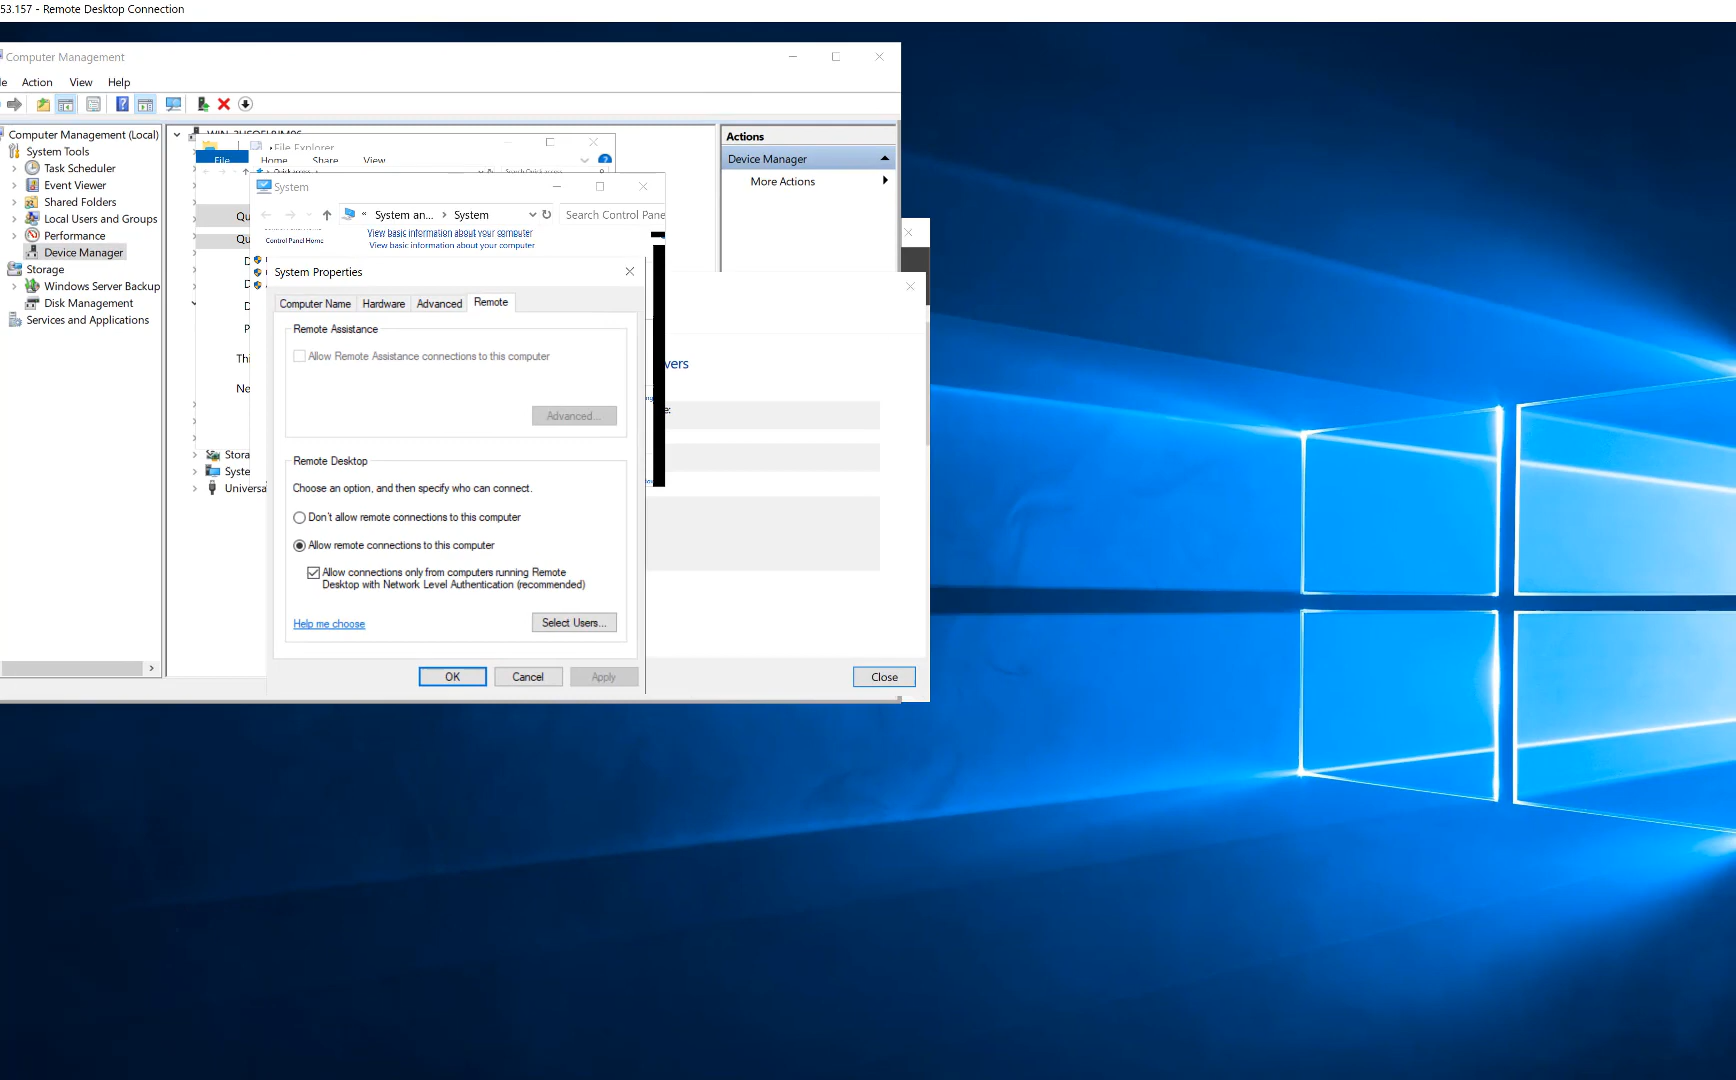 53.157 - Remote Desktop Connection
Computer Management
Action View Help
Computer Management (Local)
System Tools
Task Scheduler
Event Viewer
Shared Folders
Local Users and Groups
Performance
Device Manager
Storage
Windows Server Backup
Disk Management
Services and Applications
File Explorer
File Home Share View
System
System an... System
Search Control Pane
View basic information about your computer
Control Panel Home
View basic information about your computer
Qu
Qu
Thi
Ne
Stora
Syste
Universa
System Properties
Computer Name Hardware Advanced Remote
Remote Assistance
Allow Remote Assistance connections to this computer
Advanced...
Remote Desktop
Choose an option, and then specify who can connect.
Don't allow remote connections to this computer
Allow remote connections to this computer
Allow connections only from computers running Remote
Desktop with Network Level Authentication (recommended)
Help me choose
Select Users...
OK Cancel Apply
Actions
Device Manager
More Actions
vers
e:
Close